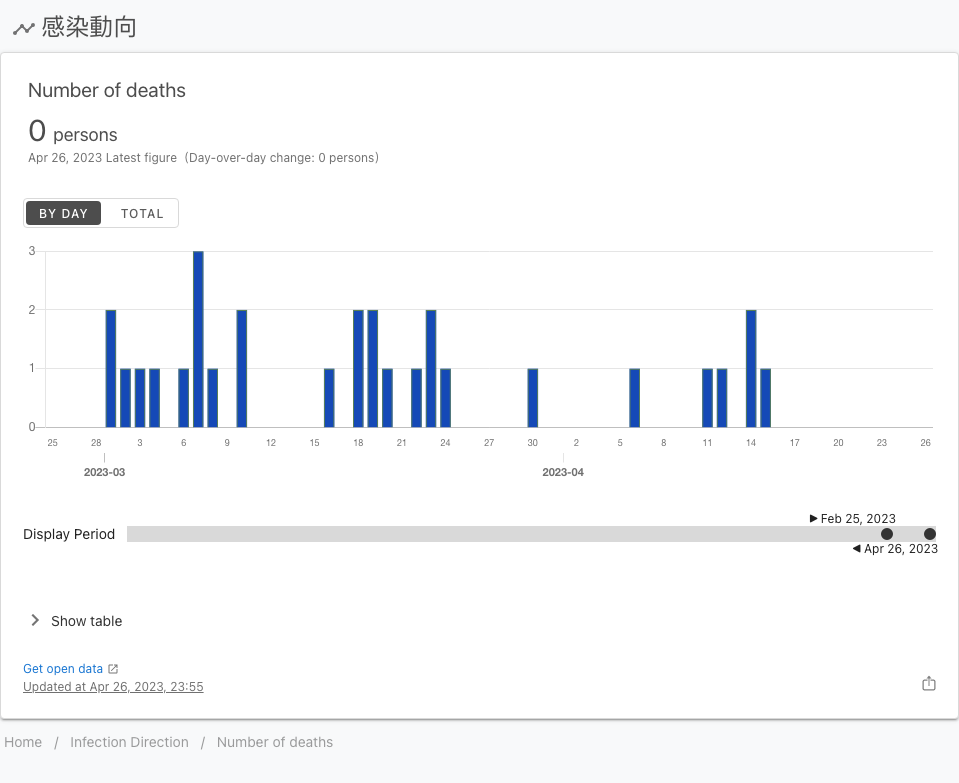 感染動向
Number of deaths
0 persons
Apr 26, 2023 Latest figure (Day-over-day change: 0 persons)
BY DAY TOTAL
3
2
1
0
25 28 3 6 9 12 15 18 21 24 27 30 2 5 8 11 14 17 20 23 26
2023-03 2023-04
Feb 25, 2023
Display Period
Apr 26, 2023
Show table
Get open data
Updated at Apr 26, 2023, 23:55
Home / Infection Direction / Number of deaths